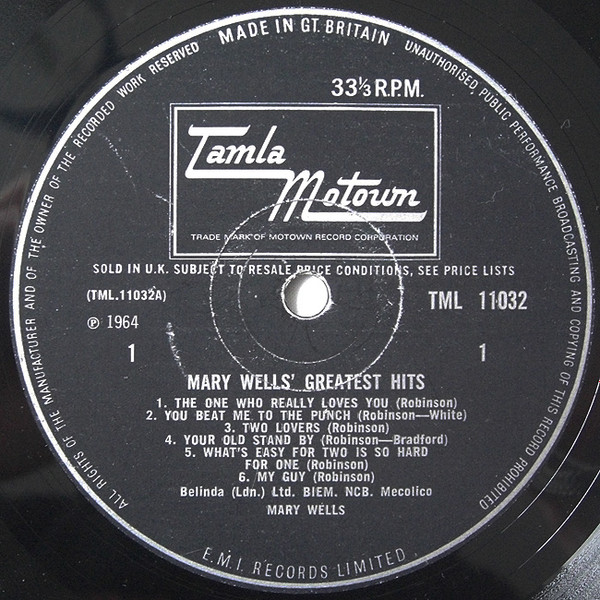 MADE IN GT. BRITAIN
UNAUTHORISED PUBLIC PERFORMANCE BROADCASTING AND COPYING OF THIS RECORD PROHIBITED
ALL RIGHTS OF THE MANUFACTURER AND OF THE OWNER OF THE RECORDED WORK RESERVED
33⅓ R.P.M.
Tamla
Motown
TRADE MARK OF MOTOWN RECORD CORPORATION
SOLD IN U.K. SUBJECT TO RESALE PRICE CONDITIONS, SEE PRICE LISTS
(TML.11032A)
TML 11032
℗ 1964
1
1
MARY WELLS' GREATEST HITS
1. THE ONE WHO REALLY LOVES YOU (Robinson)
2. YOU BEAT ME TO THE PUNCH (Robinson—White)
3. TWO LOVERS (Robinson)
4. YOUR OLD STAND BY (Robinson—Bradford)
5. WHAT'S EASY FOR TWO IS SO HARD
FOR ONE (Robinson)
6. MY GUY (Robinson)
Belinda (Ldn.) Ltd. BIEM. NCB. Mecolico
MARY WELLS
E.M.I. RECORDS LIMITED